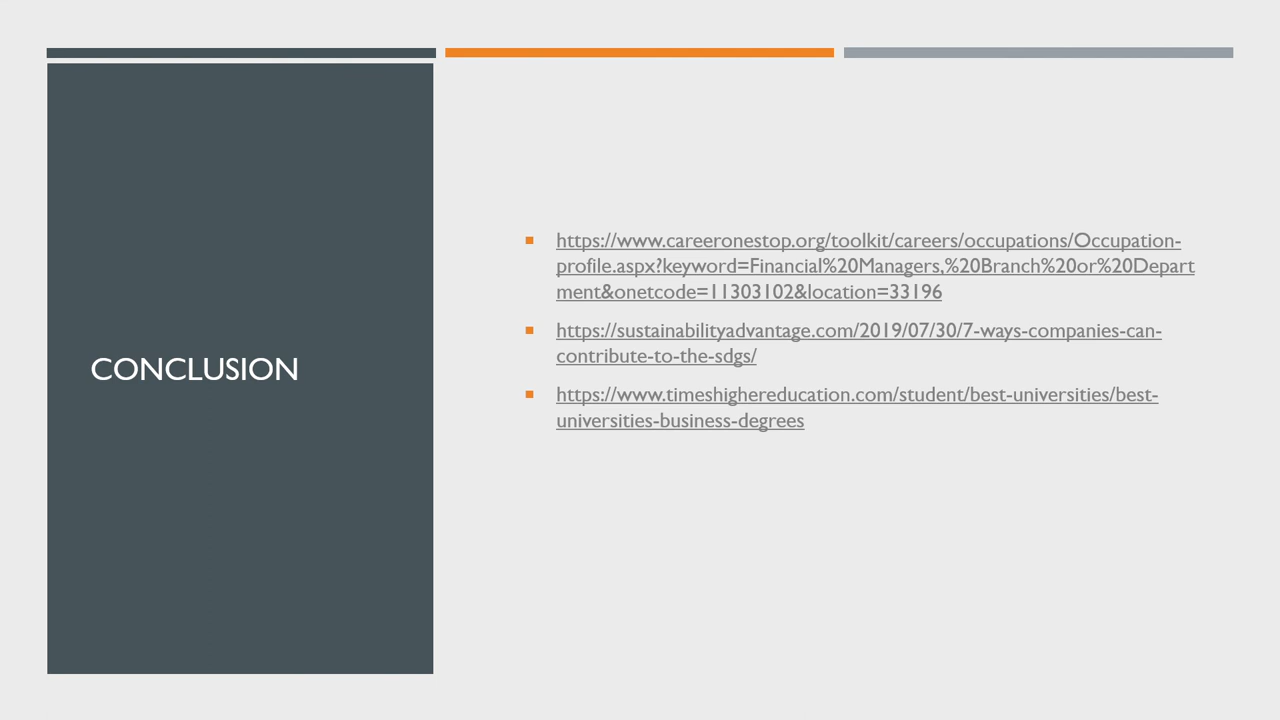 CONCLUSION
https://www.careeronestop.org/toolkit/careers/occupations/Occupation-
profile.aspx?keyword=Financial%20Managers,%20Branch%20or%20Depart
ment&onetcode=11303102&location=33196
https://sustainabilityadvantage.com/2019/07/30/7-ways-companies-can-
contribute-to-the-sdgs/
https://www.timeshighereducation.com/student/best-universities/best-
universities-business-degrees